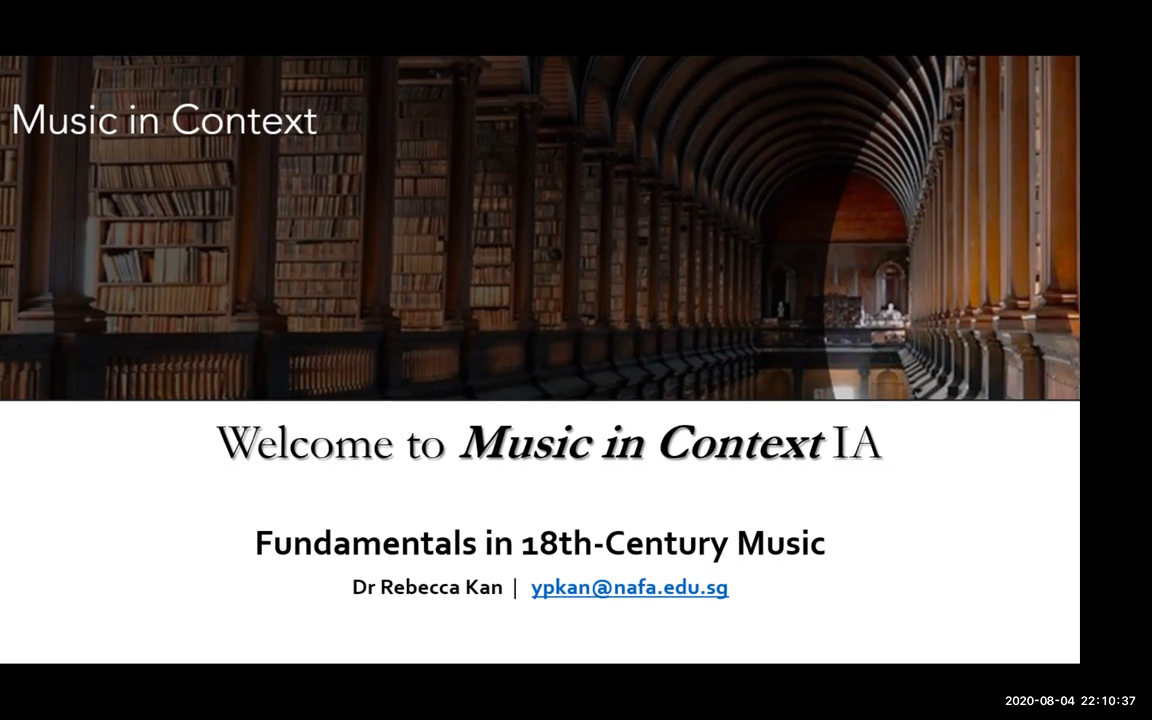 Music in Context
Welcome to Music in Context IA
Fundamentals in 18th-Century Music
Dr Rebecca Kan | ypkan@nafa.edu.sg
2020-08-04 22:10:37